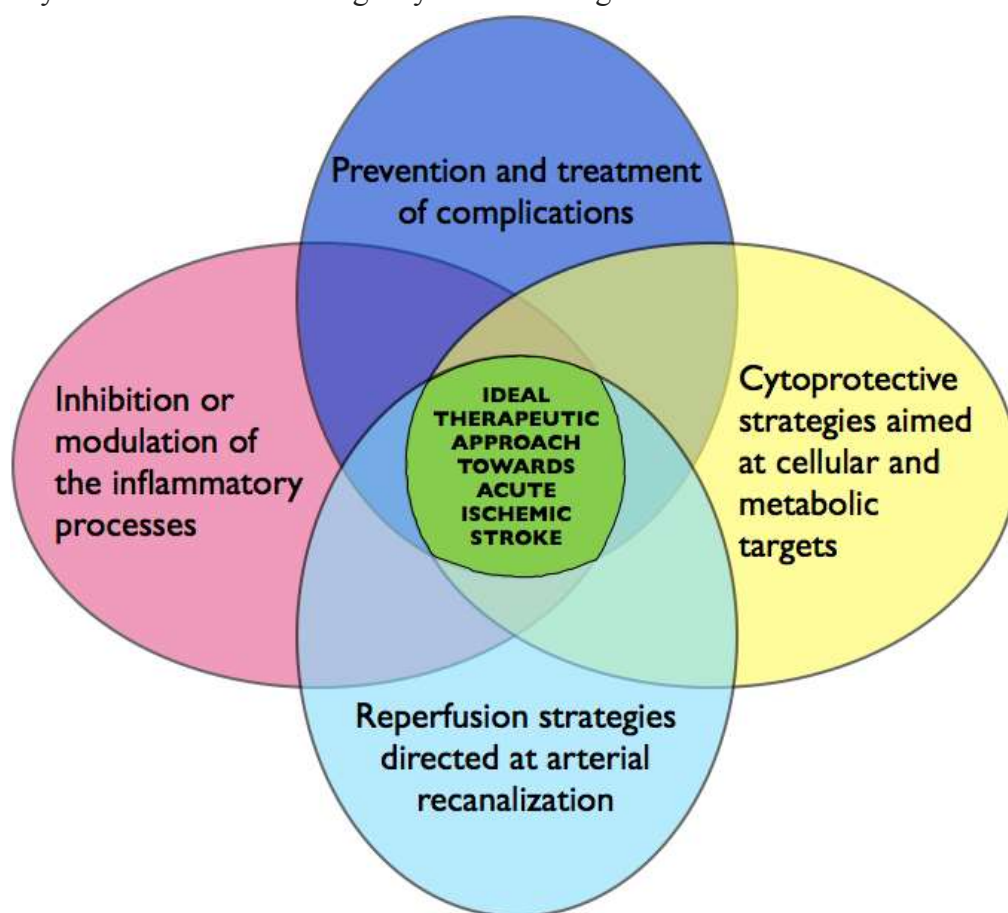 Prevention and treatment
of complications
Inhibition or
modulation of
the inflammatory
processes
IDEAL
THERAPEUTIC
APPROACH
TOWARDS
ACUTE
ISCHEMIC
STROKE
Cytoprotective
strategies aimed
at cellular and
metabolic
targets
Reperfusion strategies
directed at arterial
recanalization